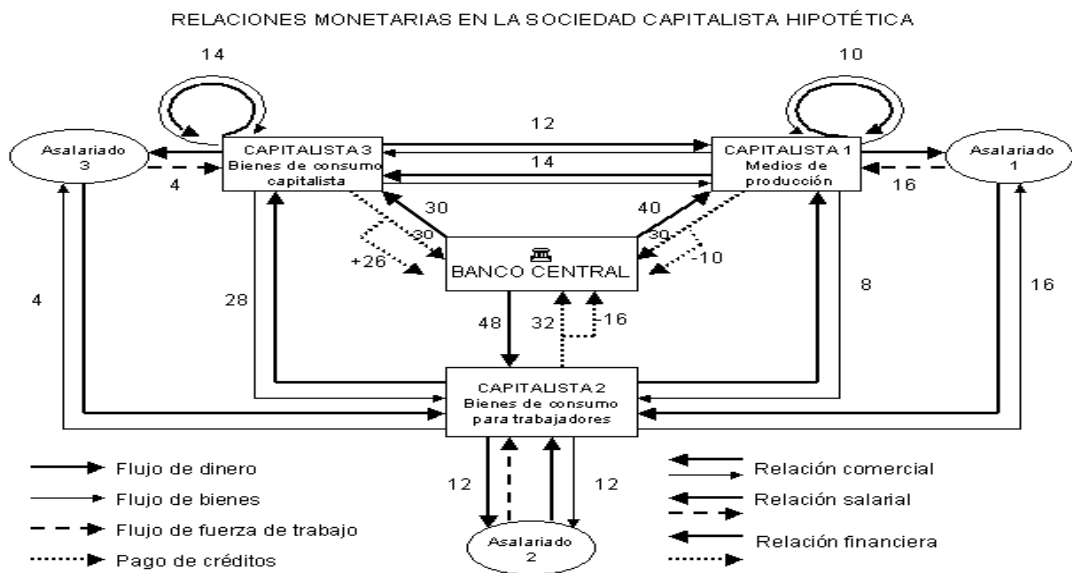 RELACIONES MONETARIAS EN LA SOCIEDAD CAPITALISTA HIPOTÉTICA
14
10
Asalariado
3
4
CAPITALISTA 3
Bienes de consumo
capitalista
12
14
CAPITALISTA 1
Medios de
producción
16
Asalariado
1
30
40
30
30
+26
-10
BANCO CENTRAL
4
28
48
32
-16
8
16
CAPITALISTA 2
Bienes de consumo
para trabajadores
12
12
Asalariado
2
Flujo de dinero
Flujo de bienes
Flujo de fuerza de trabajo
Pago de créditos
Relación comercial
Relación salarial
Relación financiera